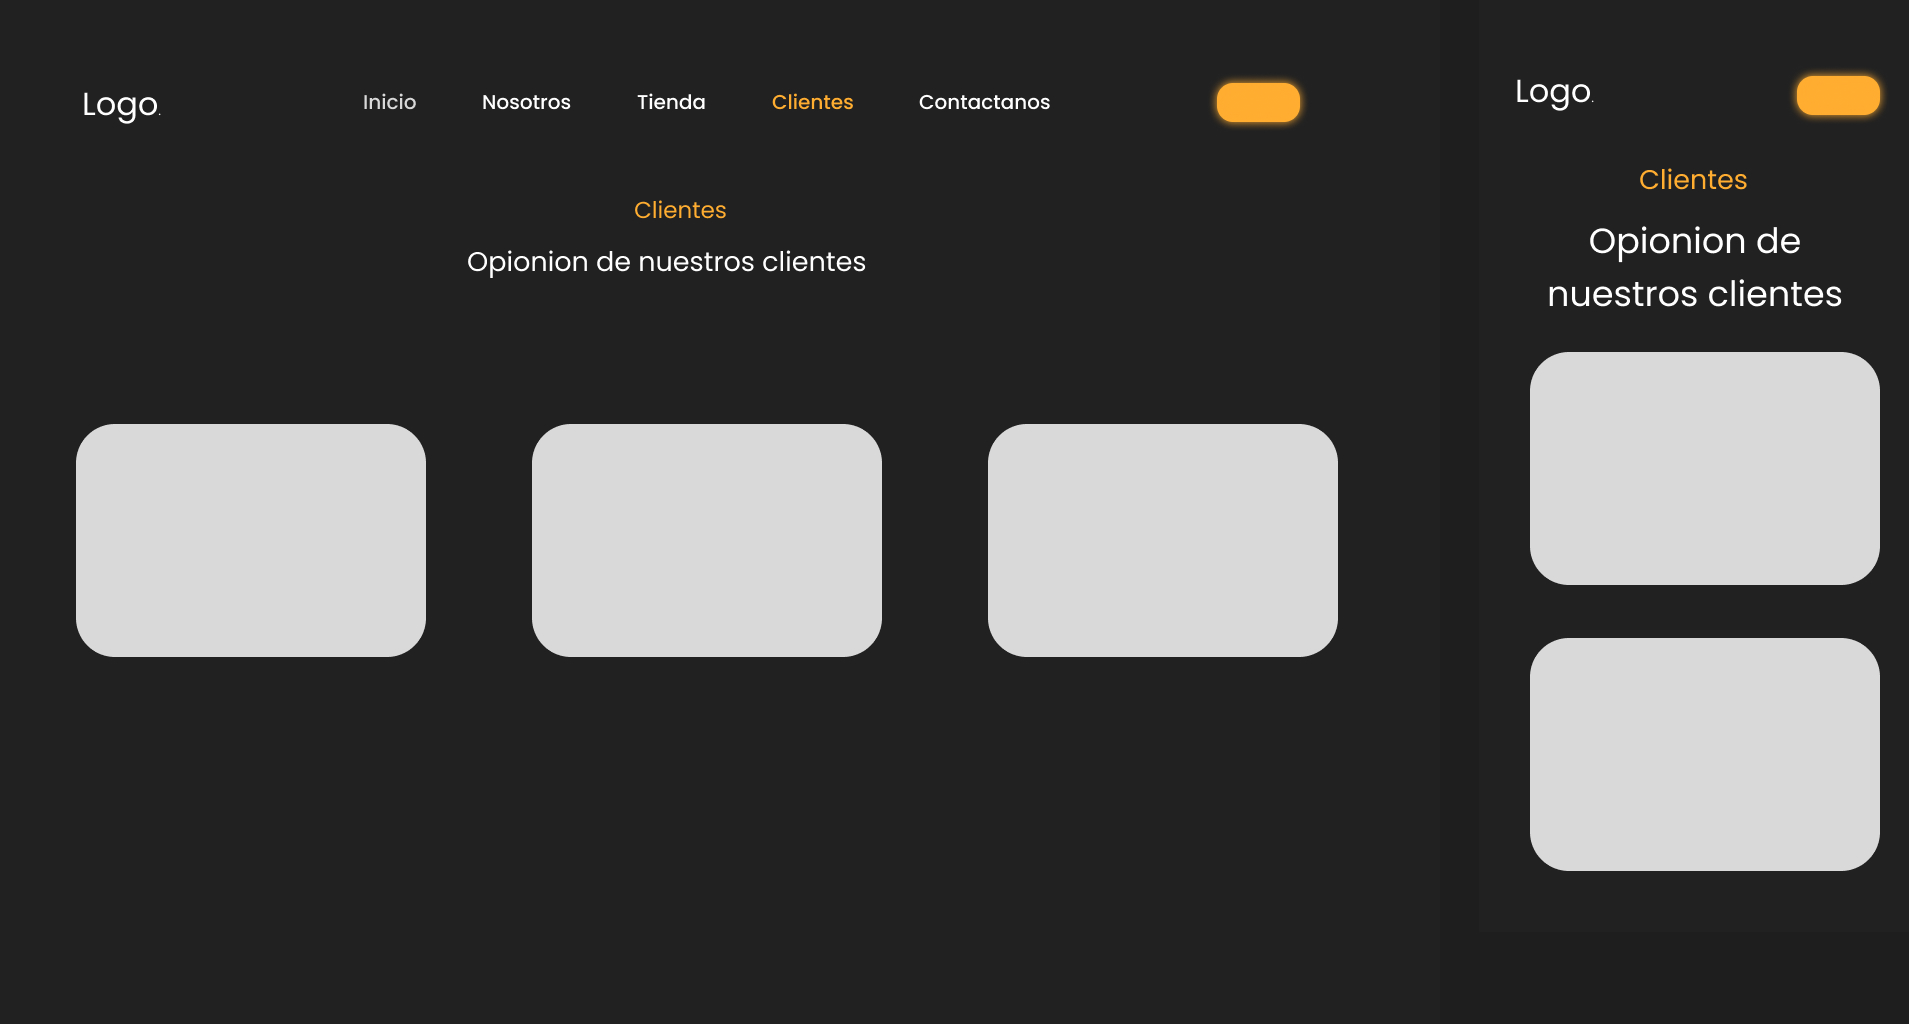 Logo.
Inicio Nosotros Tienda Clientes Contactanos
Clientes
Opionion de nuestros clientes
Logo.
Clientes
Opionion de
nuestros clientes